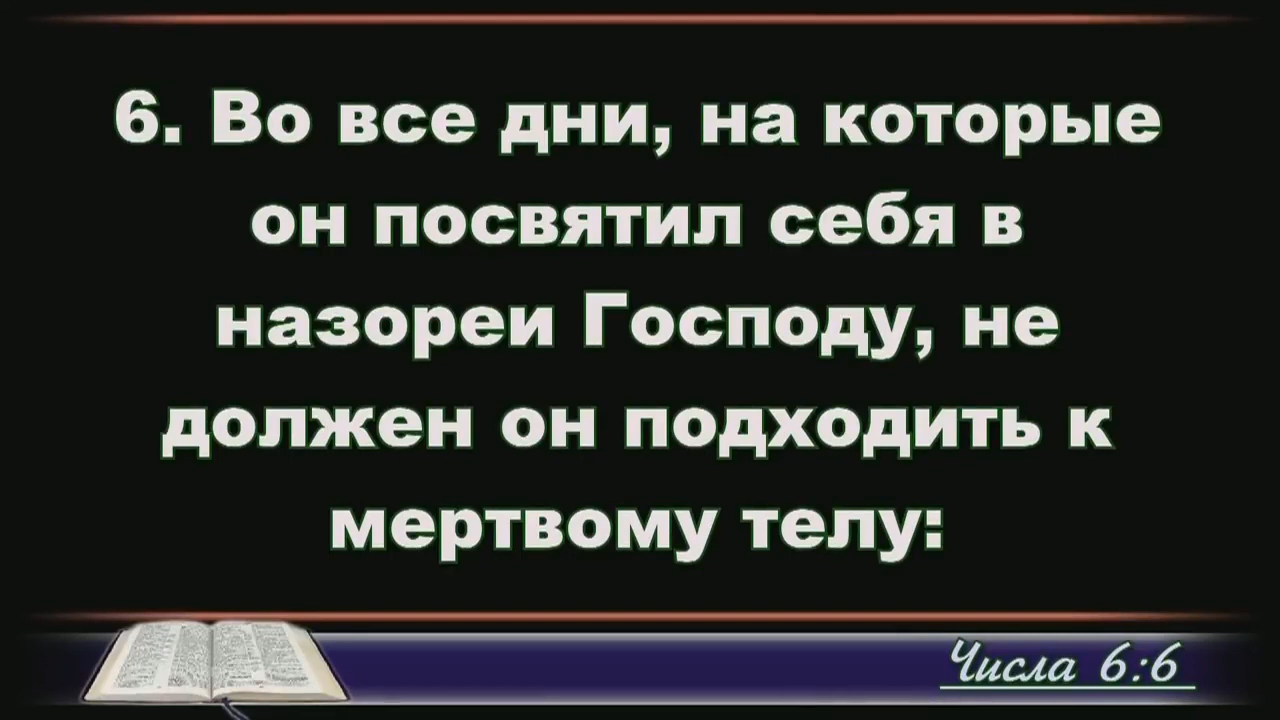 6. Во все дни, на которые
он посвятил себя в
назореи Господу, не
должен он подходить к
мертвому телу:
Числа 6:6